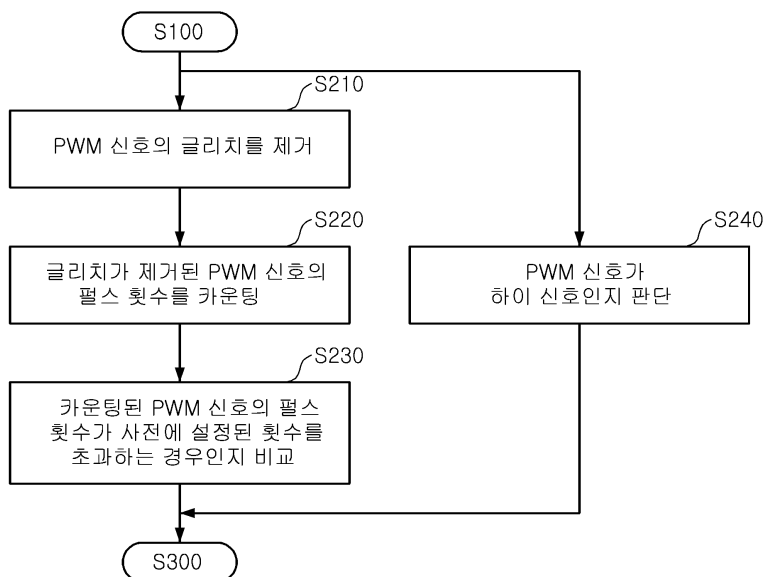 S100
S210
PWM 신호의 글리치를 제거
S220
글리치가 제거된 PWM 신호의
펄스 횟수를 카운팅
S240
PWM 신호가
하이 신호인지 판단
S230
카운팅된 PWM 신호의 펄스
횟수가 사전에 설정된 횟수를
초과하는 경우인지 비교
S300